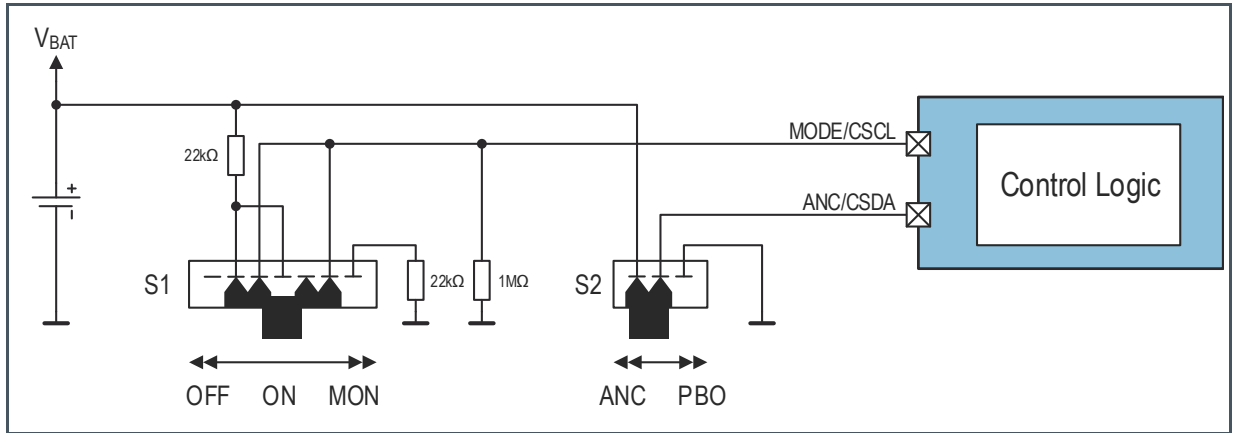 VBAT
MODE/CSCL
22kΩ
Control Logic
ANC/CSDA
+
S1
22kΩ
1MΩ
S2
OFF ON MON
ANC PBO